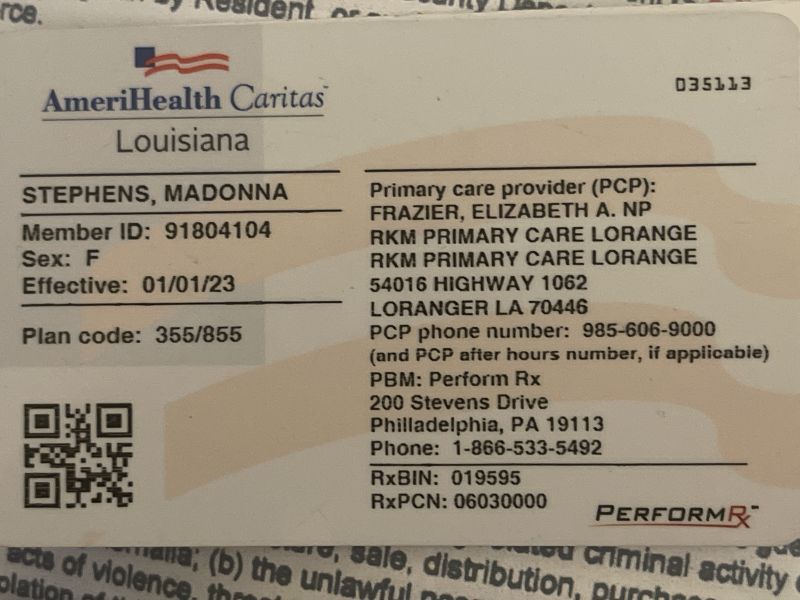 rce.
by Resident, or
AmeriHealth Caritas
Louisiana
035113
STEPHENS, MADONNA
Member ID: 91804104
Sex: F
Effective: 01/01/23
Plan code: 355/855
Primary care provider (PCP):
FRAZIER, ELIZABETH A. NP
RKM PRIMARY CARE LORANGE
RKM PRIMARY CARE LORANGE
54016 HIGHWAY 1062
LORANGER LA 70446
PCP phone number: 985-606-9000
(and PCP after hours number, if applicable)
PBM: Perform Rx
200 Stevens Drive
Philladelphia, PA 19113
Phone: 1-866-533-5492
RxBIN: 019595
RxPCN: 06030000
PERFORMRx
sale, distribution,
criminal activity
acts of violence,
(b) the unlawful